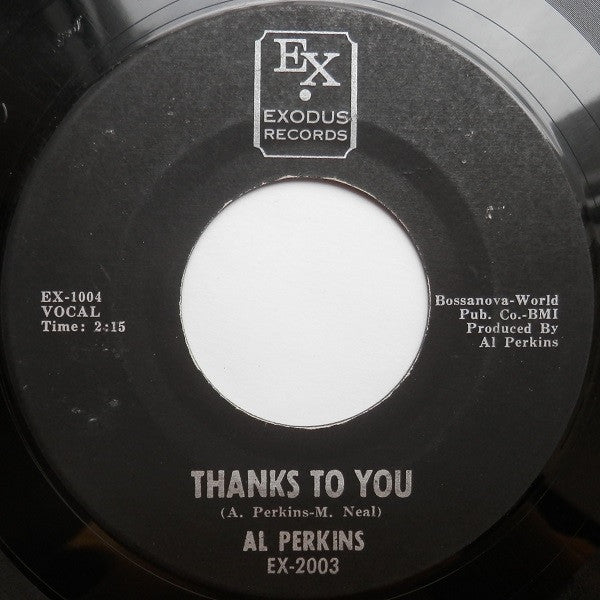 EX
EXODUS
RECORDS
EX-1004
VOCAL
Time: 2:15
Bossanova-World
Pub. Co.-BMI
Produced By
Al Perkins
THANKS TO YOU
(A. Perkins-M. Neal)
AL PERKINS
EX-2003